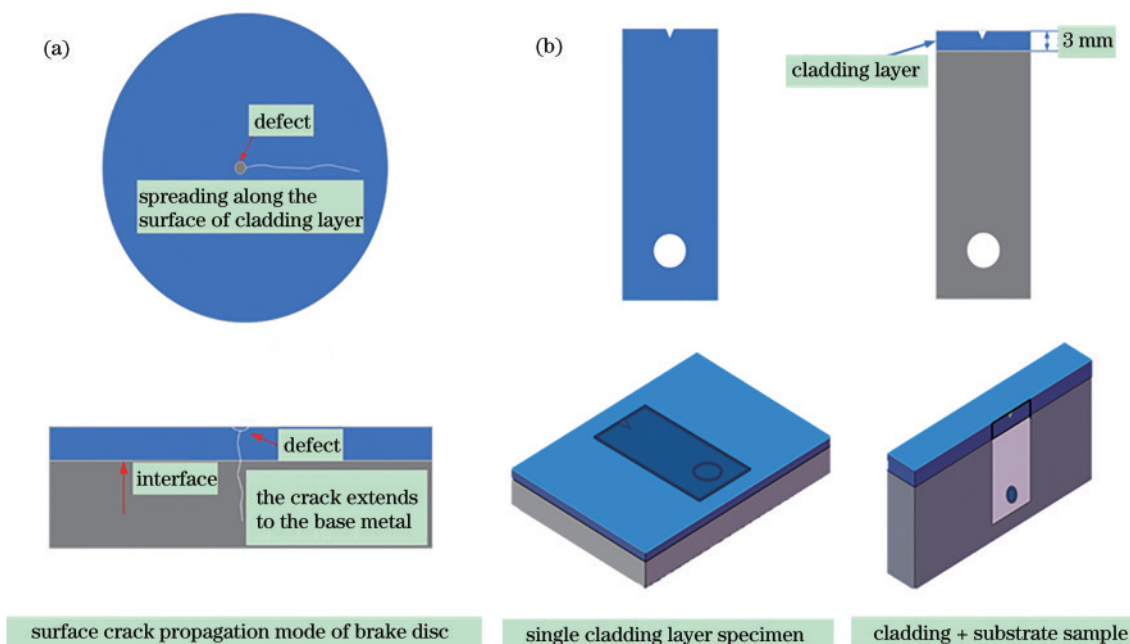 (a)
defect
spreading along the
surface of cladding layer
interface
defect
the crack extends
to the base metal
surface crack propagation mode of brake disc
(b)
cladding layer
3 mm
single cladding layer specimen
cladding + substrate sample